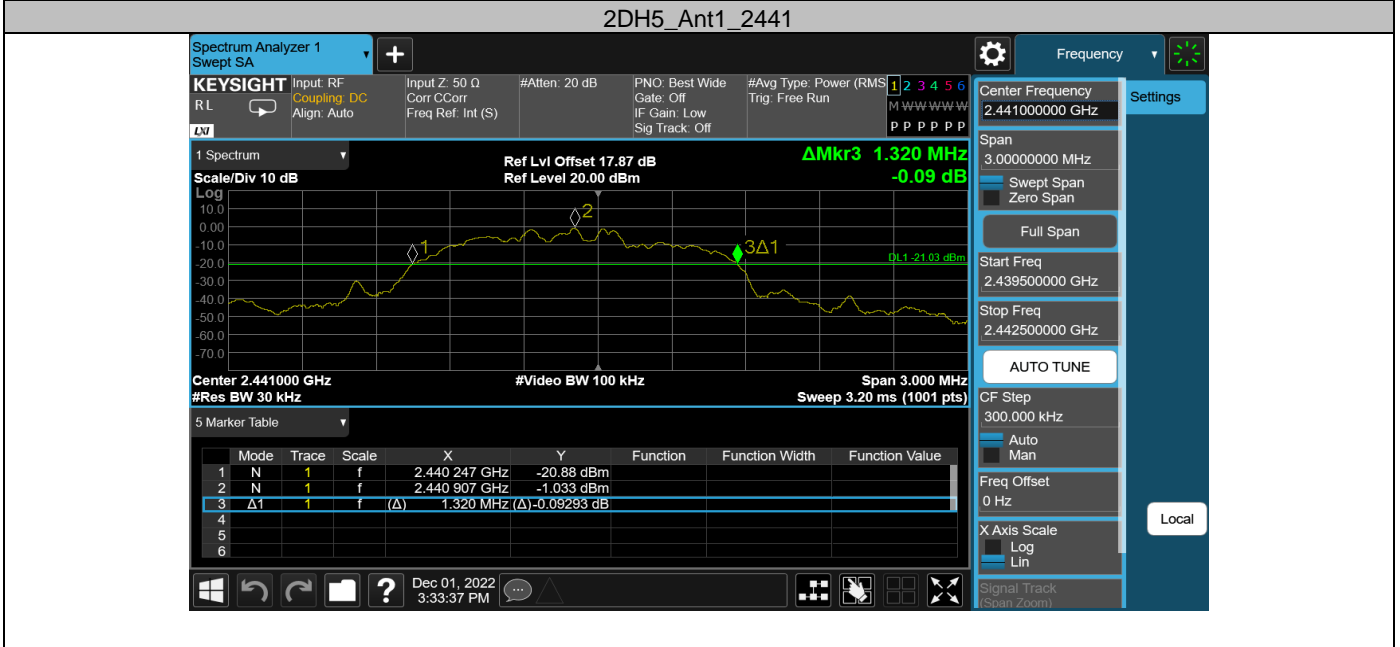 2DH5_Ant1_2441
Spectrum Analyzer 1
Swept SA
+
Frequency
KEYSIGHT
R L
LXI
Input: RF
Coupling: DC
Align: Auto
Input Z: 50 Ω
Corr CCorr
Freq Ref: Int (S)
#Atten: 20 dB
PNO: Best Wide
Gate: Off
IF Gain: Low
Sig Track: Off
#Avg Type: Power (RMS
Trig: Free Run
1 2 3 4 5 6
M W W W W W
P P P P P P
1 Spectrum
Scale/Div 10 dB
Ref Lvl Offset 17.87 dB
Ref Level 20.00 dBm
ΔMkr3 1.320 MHz
-0.09 dB
Log
10.0
0.00
-10.0
-20.0
-30.0
-40.0
-50.0
-60.0
-70.0
1
2
3Δ1
DL1 -21.03 dBm
Center 2.441000 GHz
#Video BW 100 kHz
Span 3.000 MHz
#Res BW 30 kHz
Sweep 3.20 ms (1001 pts)
5 Marker Table
Mode Trace Scale X Y Function Function Width Function Value
1 N 1 f 2.440 247 GHz -20.88 dBm
2 N 1 f 2.440 907 GHz -1.033 dBm
3 Δ1 1 f (Δ) 1.320 MHz (Δ)-0.09293 dB
4
5
6
?
Dec 01, 2022
3:33:37 PM
Center Frequency
2.441000000 GHz
Settings
Span
3.00000000 MHz
Swept Span
Zero Span
Full Span
Start Freq
2.439500000 GHz
Stop Freq
2.442500000 GHz
AUTO TUNE
CF Step
300.000 kHz
Auto
Man
Freq Offset
0 Hz
X Axis Scale
Log
Lin
Signal Track
(Span Zoom)
Local